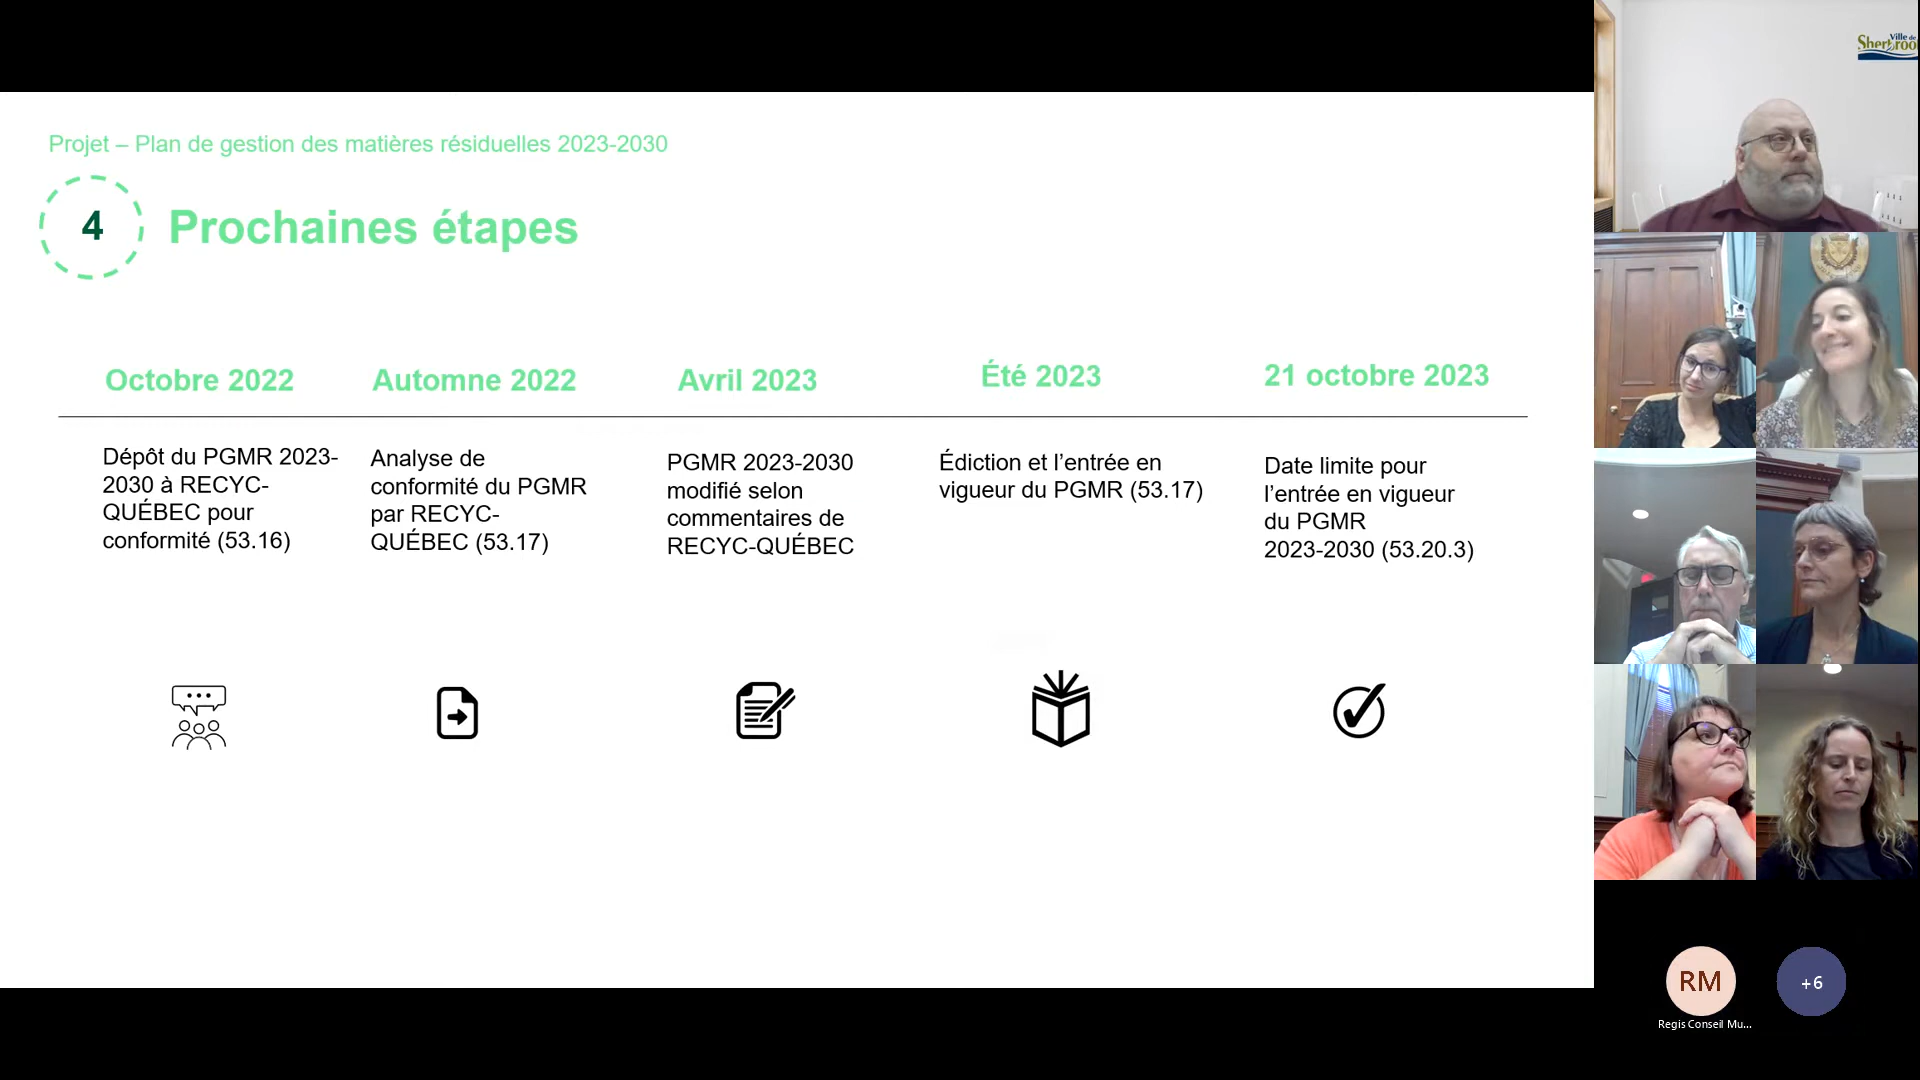 Projet – Plan de gestion des matières résiduelles 2023-2030
4
Prochaines étapes
Octobre 2022
Automne 2022
Avril 2023
Été 2023
21 octobre 2023
Dépôt du PGMR 2023-
2030 à RECYC-
QUÉBEC pour
conformité (53.16)
Analyse de
conformité du PGMR
par RECYC-
QUÉBEC (53.17)
PGMR 2023-2030
modifié selon
commentaires de
RECYC-QUÉBEC
Édiction et l’entrée en
vigueur du PGMR (53.17)
Date limite pour
l’entrée en vigueur
du PGMR
2023-2030 (53.20.3)
Ville de
Sherbroo
RM
Regis Conseil Mu...
+6